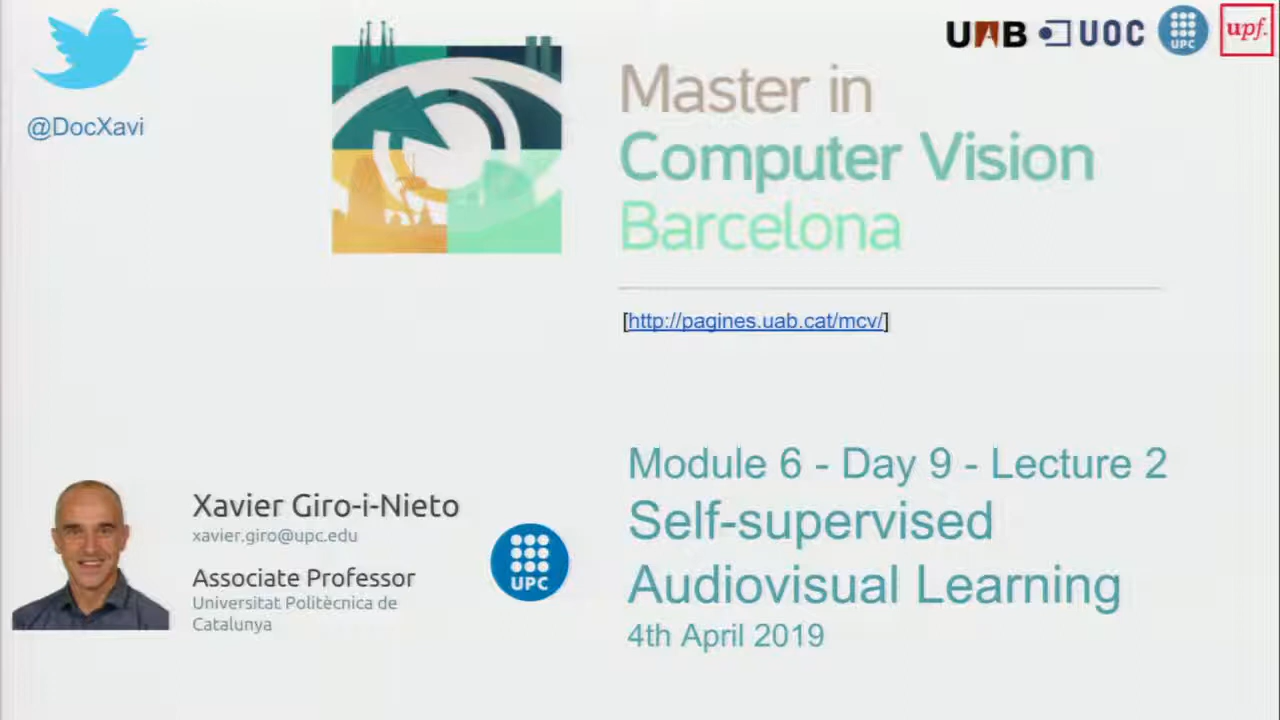 UAB UOC UPC upf.
@DocXavi
Master in
Computer Vision
Barcelona
[http://pagines.uab.cat/mcv/]
Module 6 - Day 9 - Lecture 2
Self-supervised
Audiovisual Learning
4th April 2019
Xavier Giro-i-Nieto
xavier.giro@upc.edu
Associate Professor
Universitat Politècnica de
Catalunya
UPC